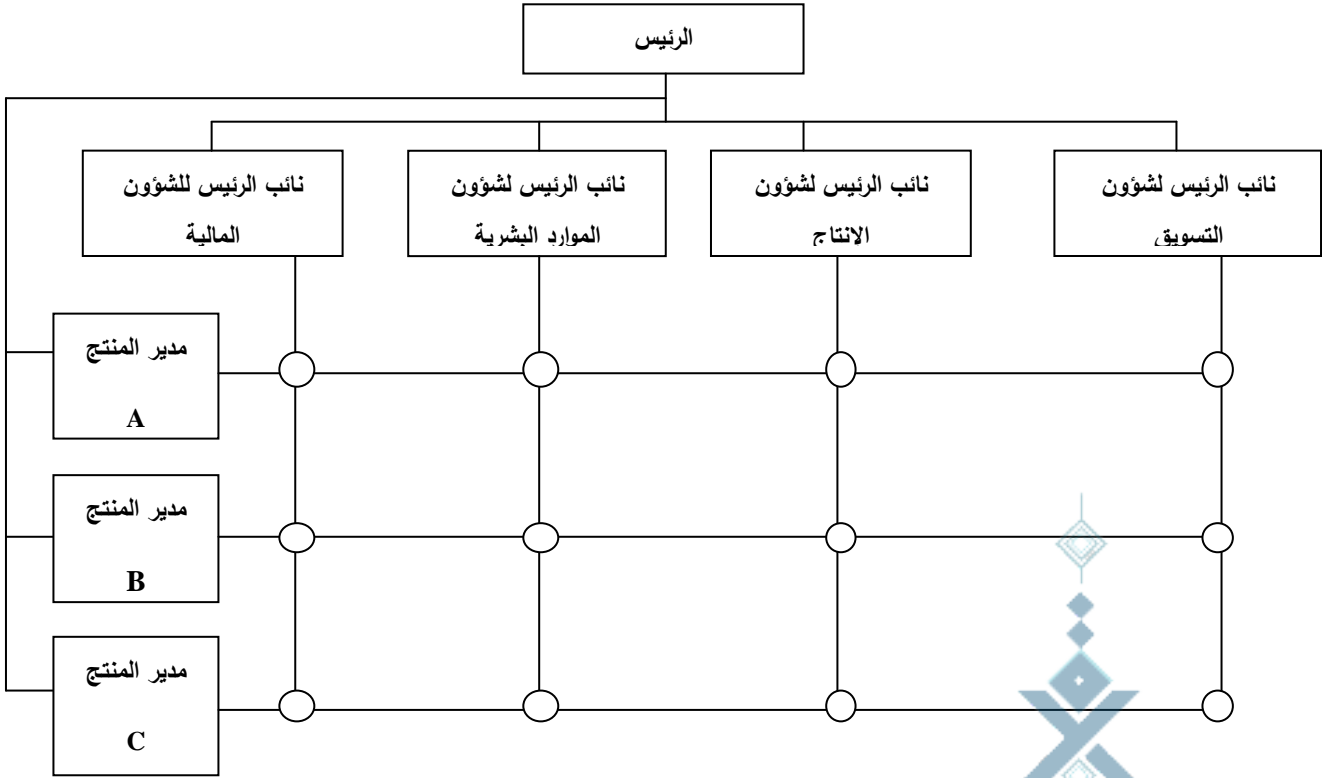 الرئيس
نائب الرئيس لشؤون
التسويق
نائب الرئيس لشؤون
الانتاج
نائب الرئيس لشؤون
الموارد البشرية
نائب الرئيس للشؤون
المالية
مدير المنتج
A
مدير المنتج
B
مدير المنتج
C